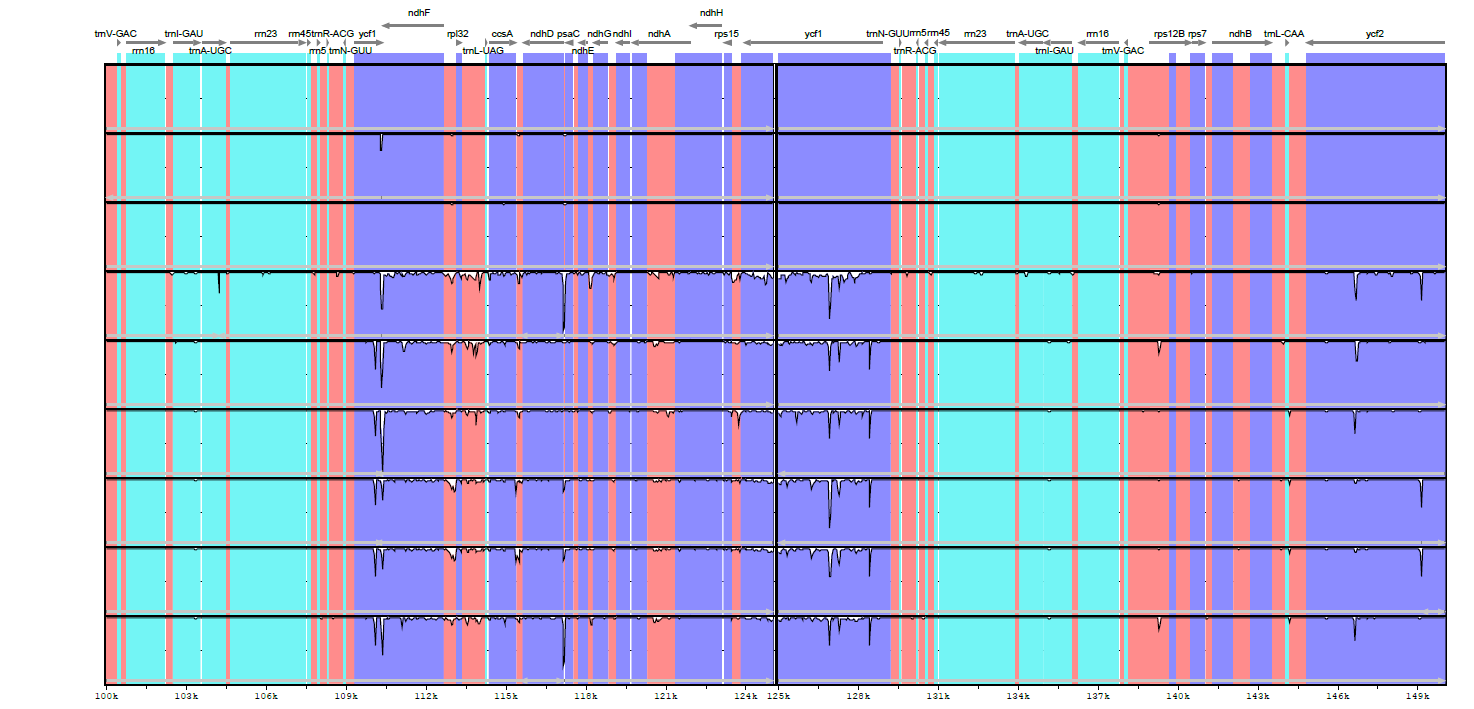 ndhF ndhH
trnV-GAC trnI-GAU rrn23 rrn45 trnR-ACG ycf1 rpl32 ccsA ndhD psaC ndhG ndhI ndhA rps15 ycf1 trnN-GUU rrn5 rrn45 rrn23 trnA-UGC rrn16 rps12B rps7 ndhB trnL-CAA ycf2
rrn16 trnA-UGC rrn5 trnN-GUU trnL-UAG ndhE trnR-ACG trnI-GAU trnV-GAC
100k 103k 106k 109k 112k 115k 118k 121k 124k 125k 128k 131k 134k 137k 140k 143k 146k 149k